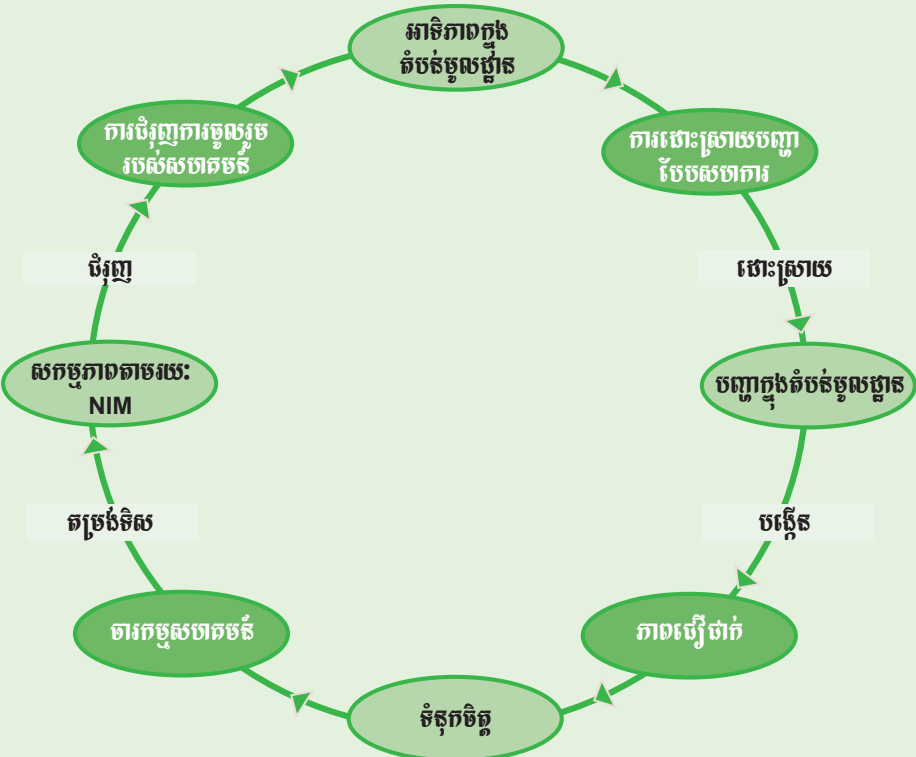 អាទិភាពក្នុង
តំបន់មូលដ្ឋាន
ការដោះស្រាយបញ្ហា
បែបសហការ
ដោះស្រាយ
បញ្ហាក្នុងតំបន់មូលដ្ឋាន
បង្កើន
ភាពជឿជាក់
ទំនុកចិត្ត
ចារកម្មសហគមន៍
តម្រង់ទិស
សកម្មភាពតាមរយៈ
NIM
ជំរុញ
ការជំរុញការចូលរួម
របស់សហគមន៍